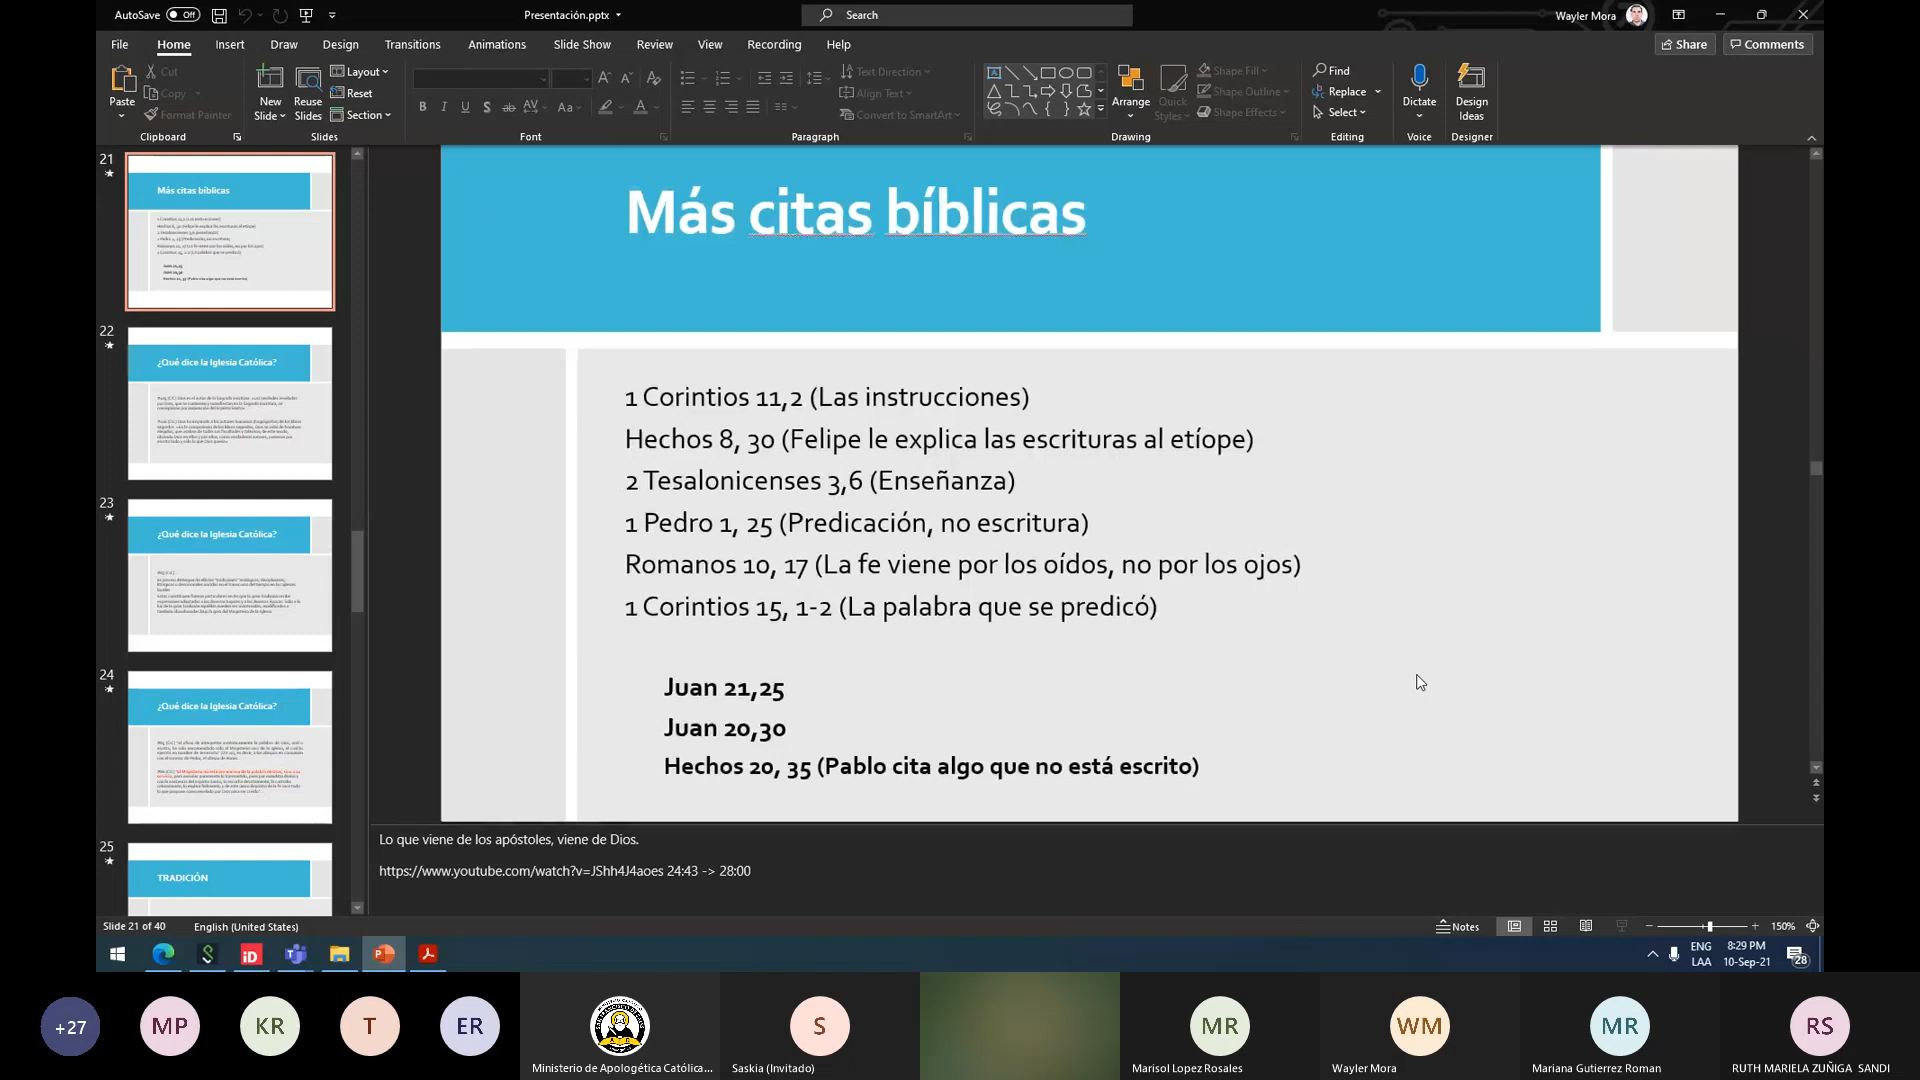 AutoSave Off Presentación.pptx Search Wayler Mora
File Home Insert Draw Design Transitions Animations Slide Show Review View Recording Help Share Comments
Paste Cut Copy Format Painter
Clipboard
New Slide Reuse Slides Layout Reset Section
Slides
B I U S ab AV Aa A
Font
Text Direction Align Text Convert to SmartArt
Paragraph
Arrange Quick Styles Shape Fill Shape Outline Shape Effects
Drawing
Find Replace Select
Editing
Dictate
Voice
Design Ideas
Designer
21
Más citas bíblicas
22
¿Qué dice la Iglesia Católica?
23
¿Qué dice la Iglesia Católica?
24
¿Qué dice la Iglesia Católica?
25
TRADICIÓN
Más citas bíblicas
1 Corintios 11,2 (Las instrucciones)
Hechos 8, 30 (Felipe le explica las escrituras al etíope)
2 Tesalonicenses 3,6 (Enseñanza)
1 Pedro 1, 25 (Predicación, no escritura)
Romanos 10, 17 (La fe viene por los oídos, no por los ojos)
1 Corintios 15, 1-2 (La palabra que se predicó)
Juan 21,25
Juan 20,30
Hechos 20, 35 (Pablo cita algo que no está escrito)
Lo que viene de los apóstoles, viene de Dios.
https://www.youtube.com/watch?v=JShh4J4aoes 24:43 -> 28:00
Slide 21 of 40 English (United States) Notes 150%
ENG LAA 8:29 PM 10-Sep-21 28
+27 MP KR T ER S MR WM MR RS
Ministerio de Apologética Católica... Saskia (Invitado) Marisol Lopez Rosales Wayler Mora Mariana Gutierrez Roman RUTH MARIELA ZUÑIGA SANDI